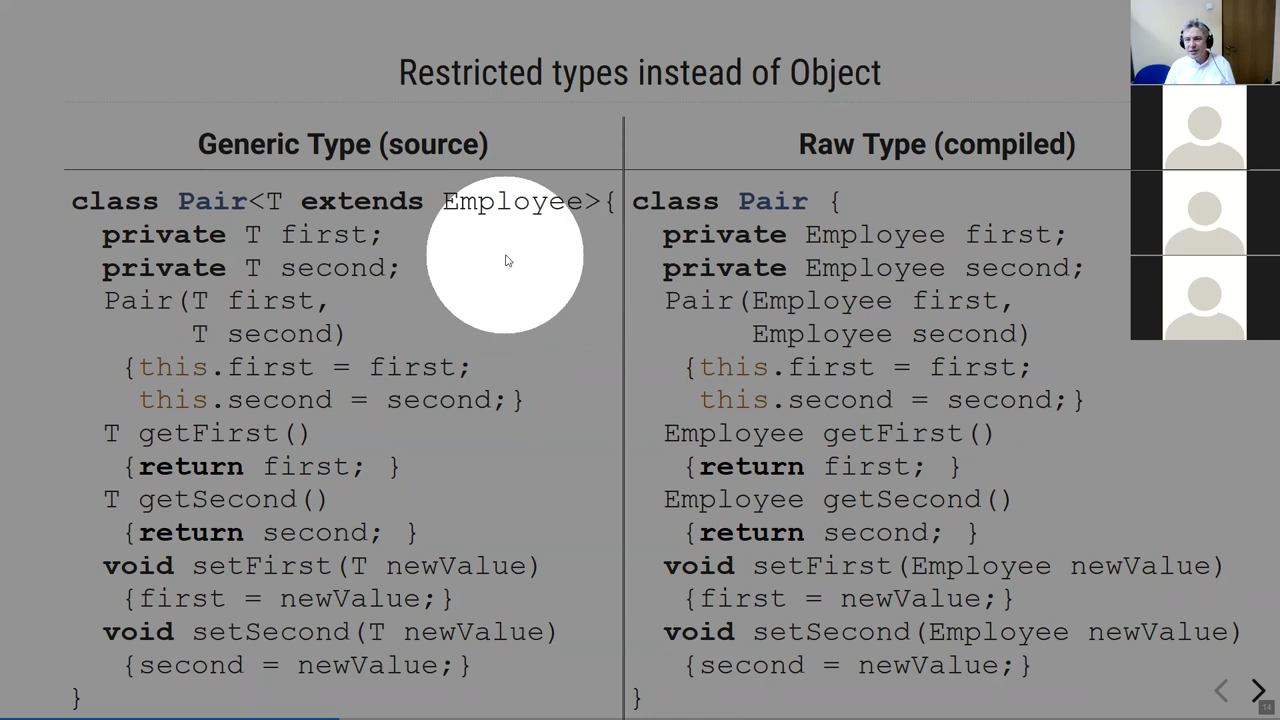 Restricted types instead of Object
Generic Type (source)
class Pair<T extends Employee>{
private T first;
private T second;
Pair(T first,
T second)
{this.first = first;
this.second = second;}
T getFirst()
{return first; }
T getSecond()
{return second; }
void setFirst(T newValue)
{first = newValue;}
void setSecond(T newValue)
{second = newValue;}
}
Raw Type (compiled)
class Pair {
private Employee first;
private Employee second;
Pair(Employee first,
Employee second)
{this.first = first;
this.second = second;}
Employee getFirst()
{return first; }
Employee getSecond()
{return second; }
void setFirst(Employee newValue)
{first = newValue;}
void setSecond(Employee newValue)
{second = newValue;}
}
14